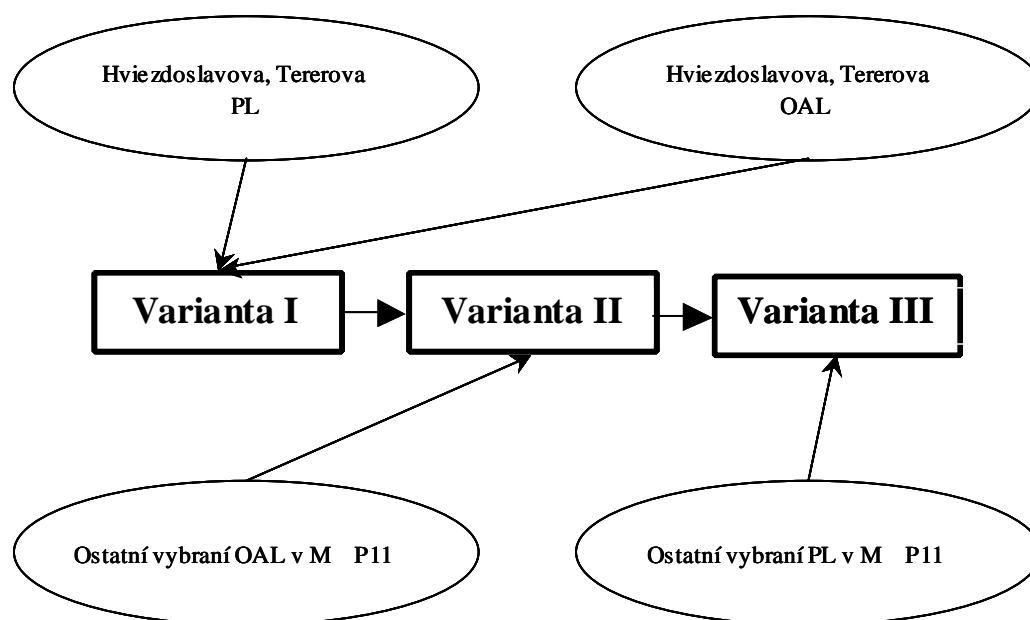 Hviezdoslavova, Tererova
PL
Hviezdoslavova, Tererova
OAL
Varianta I
Varianta II
Varianta III
Ostatní vybraní OAL v M P11
Ostatní vybraní PL v M P11